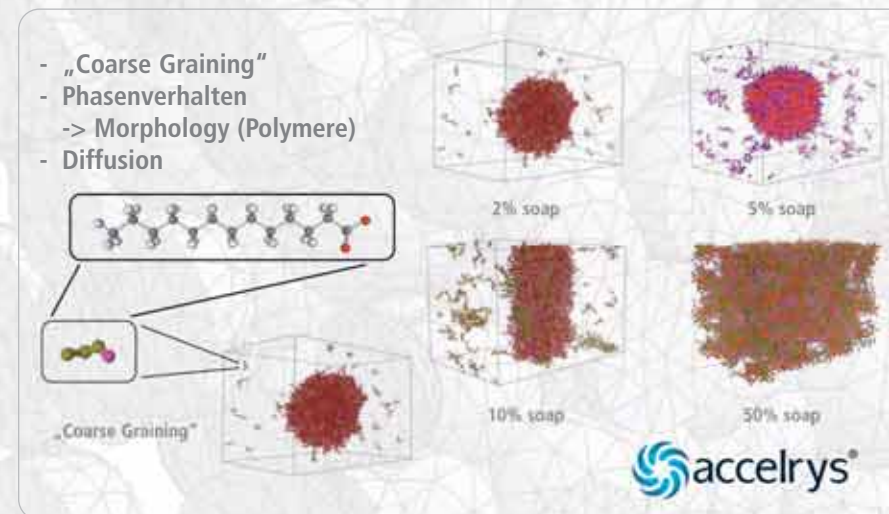 - „Coarse Graining“
- Phasenverhalten
-> Morphology (Polymere)
- Diffusion
2% soap
5% soap
10% soap
50% soap
„Coarse Graining“
accelrys®